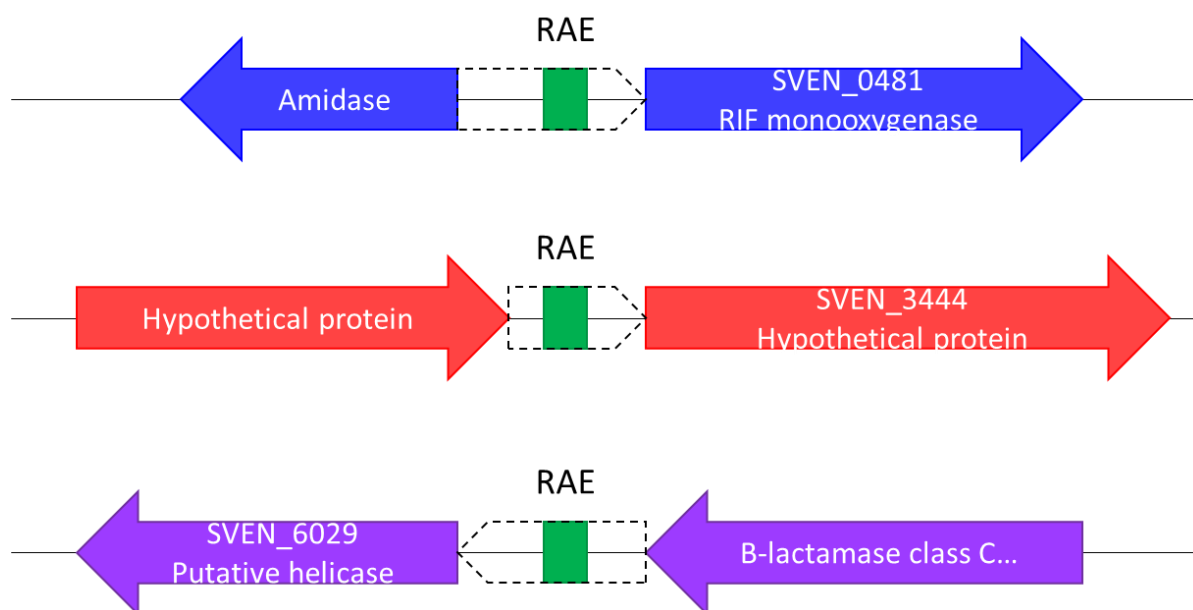 RAE
Amidase
SVEN_0481
RIF monooxygenase
RAE
Hypothetical protein
SVEN_3444
Hypothetical protein
RAE
SVEN_6029
Putative helicase
B-lactamase class C...